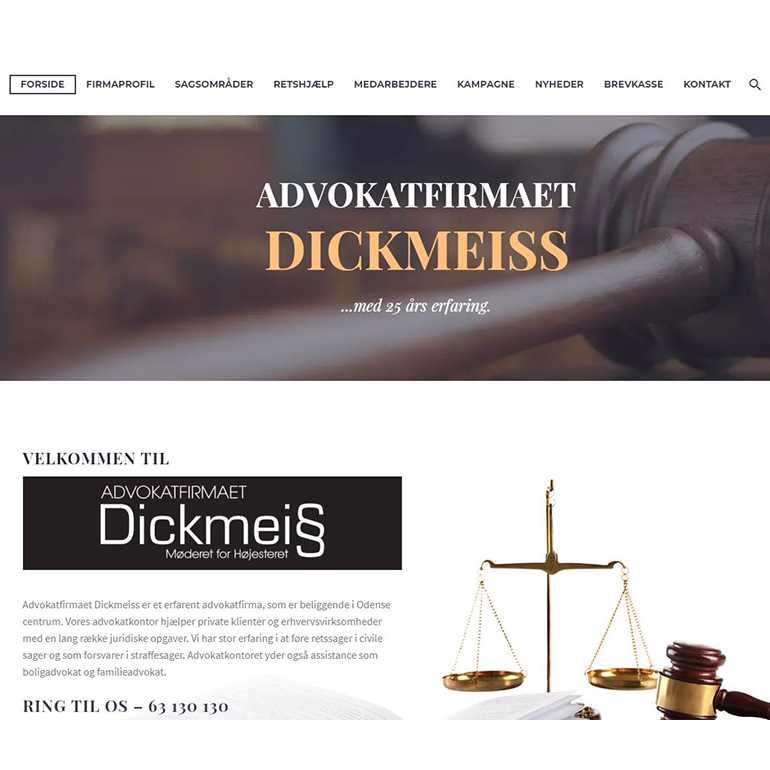 FORSIDE FIRMAPROFIL SAGSOMRÅDER RETSHJÆLP MEDARBEJDERE KAMPAGNE NYHEDER BREVKASSE KONTAKT
ADVOKATFIRMAET
DICKMEISS
...med 25 års erfaring.
VELKOMMEN TIL
ADVOKATFIRMAET
Dickmei§
Møderet for Højesteret
Advokatfirmaet Dickmeiss er et erfarent advokatfirma, som er beliggende i Odense
centrum. Vores advokatkontor hjælper private klienter og erhvervsvirksomheder
med en lang række juridiske opgaver. Vi har stor erfaring i at føre retssager i civile
sager og som forsvarer i straffesager. Advokatkontoret yder også assistance som
boligadvokat og familieadvokat.
RING TIL OS – 63 130 130